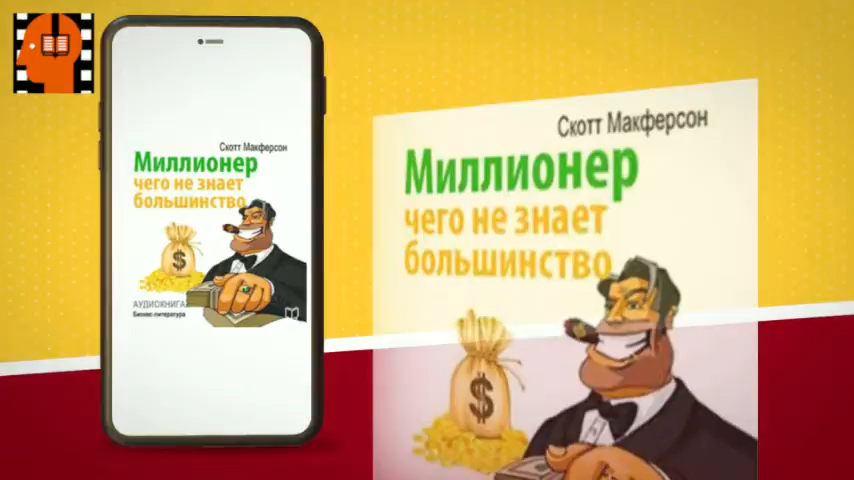 Скотт Макферсон
Миллионер
чего не знает
большинство
$
АУДИОКНИГА
Бизнес-литература
Скотт Макферсон
Миллионер
чего не знает
большинство
$